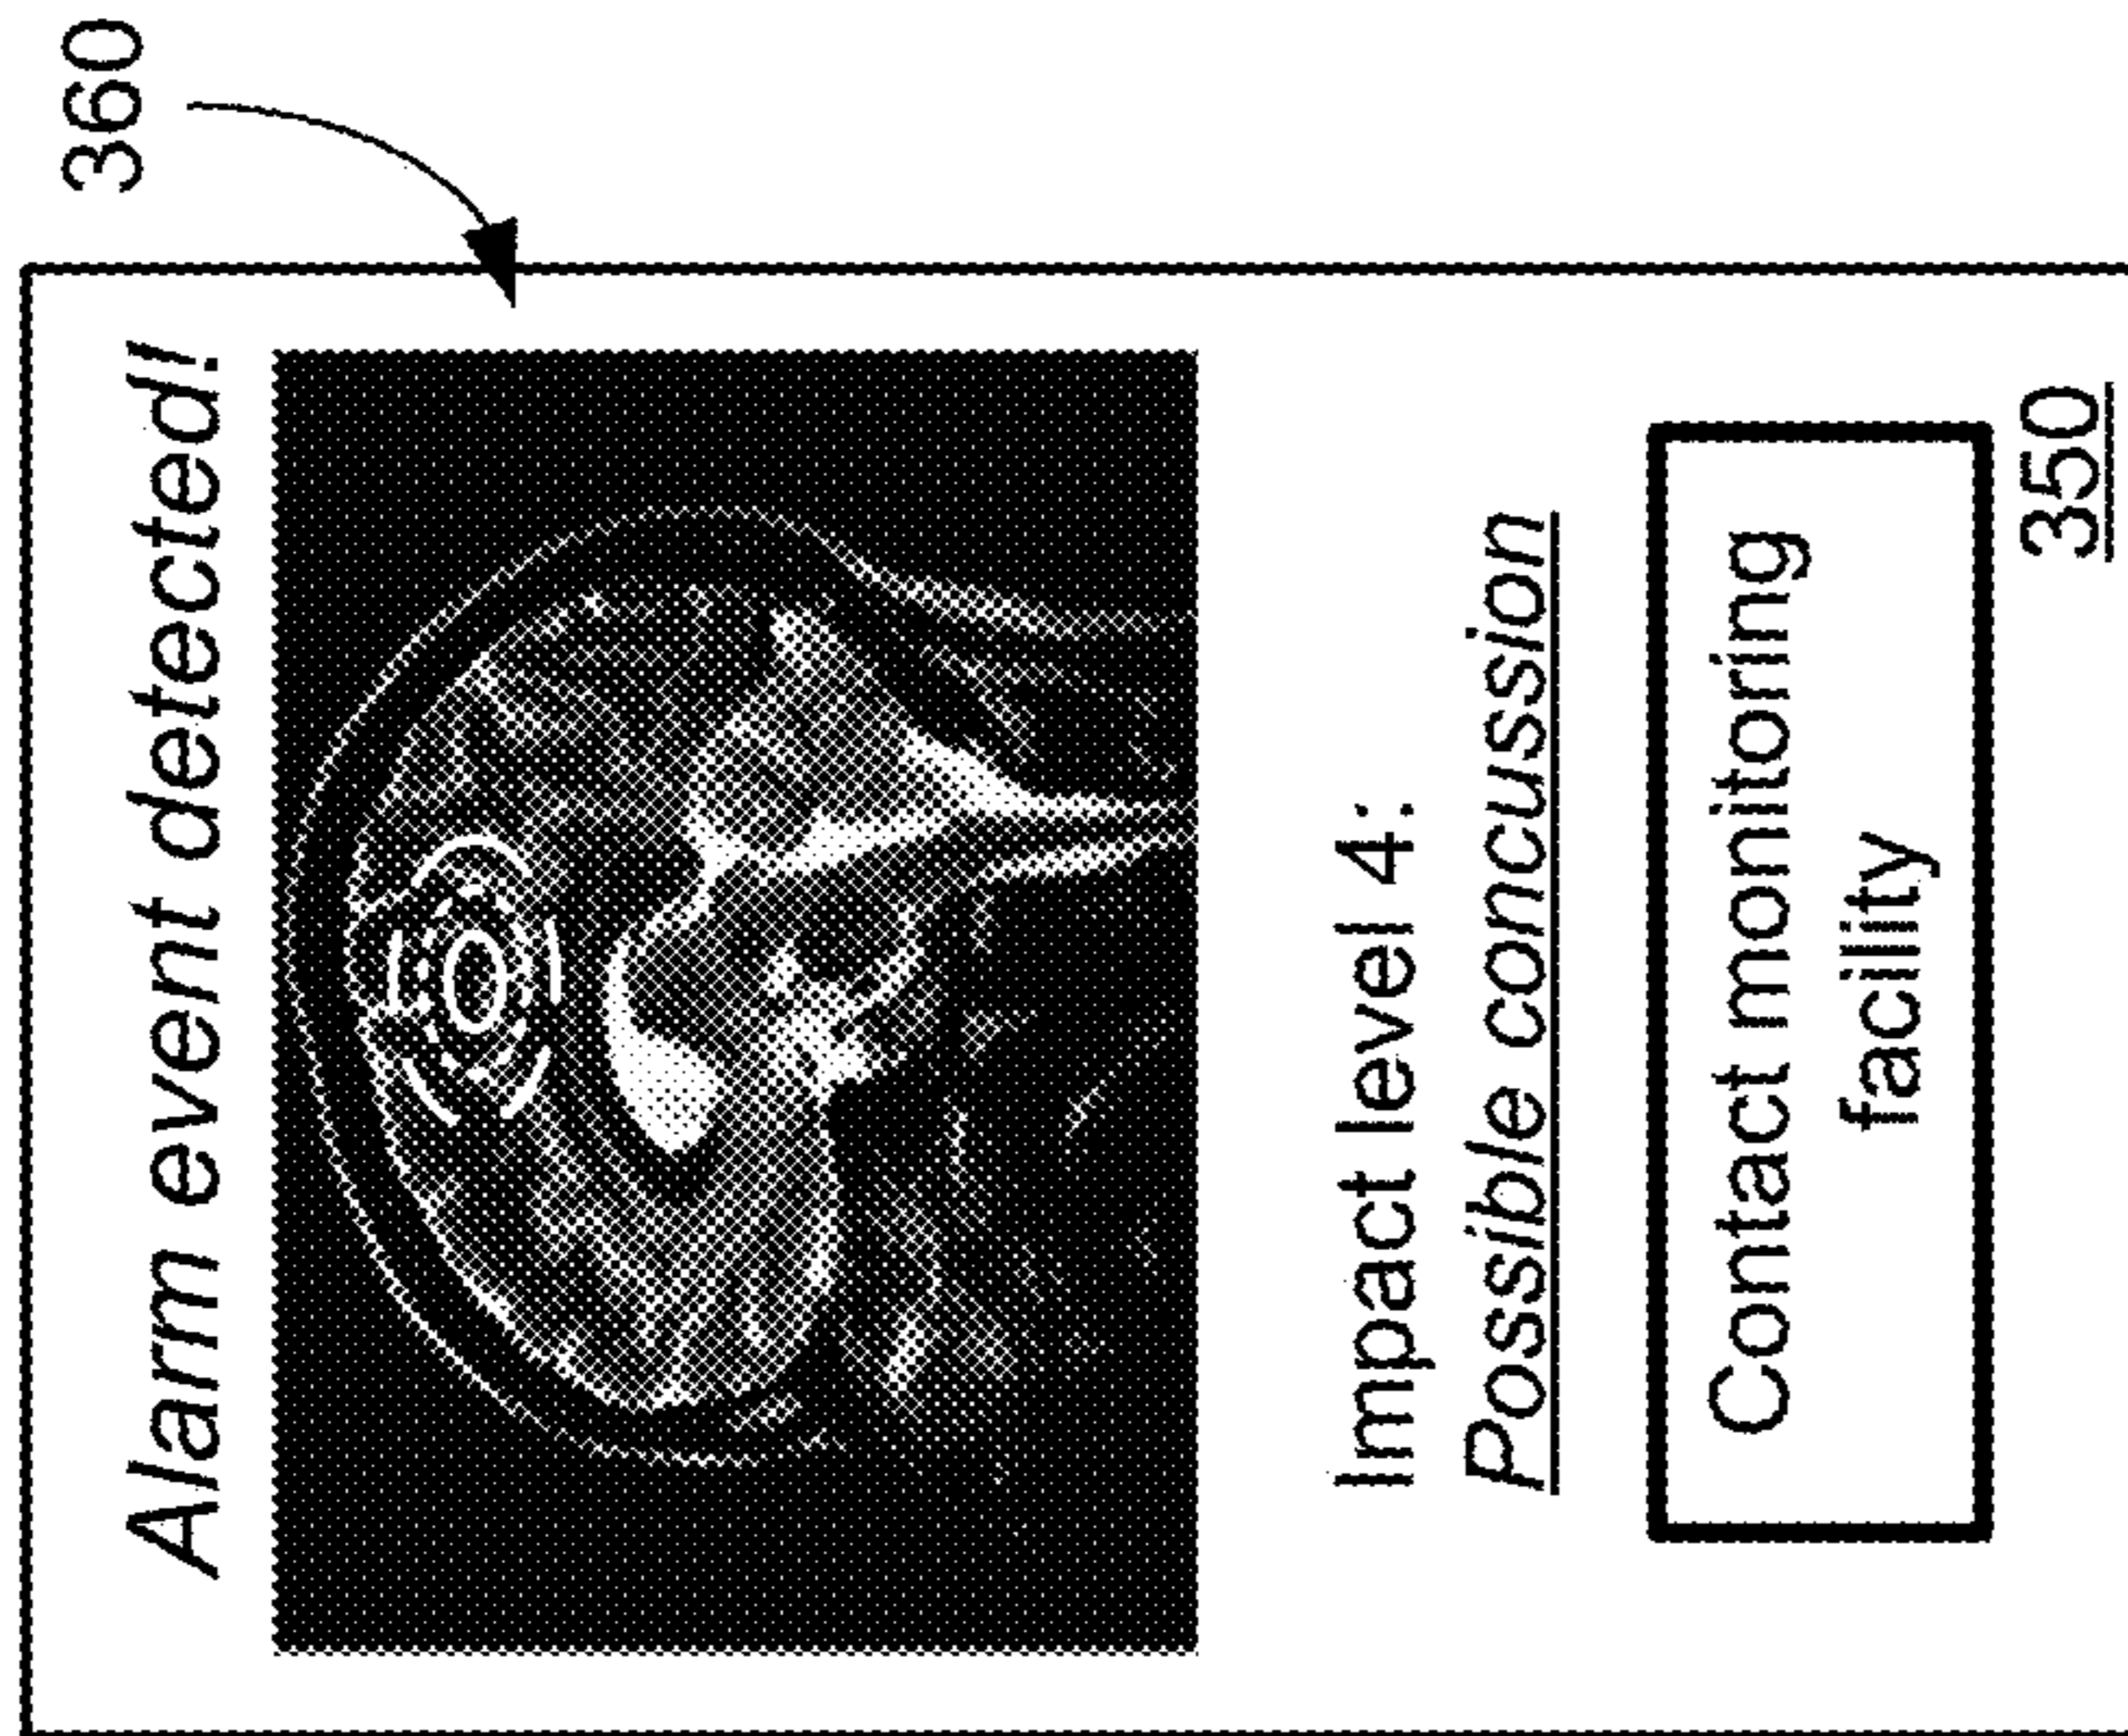 360
Alarm event detected!
Impact level 4:
Possible concussion
Contact monitoring
facility
350